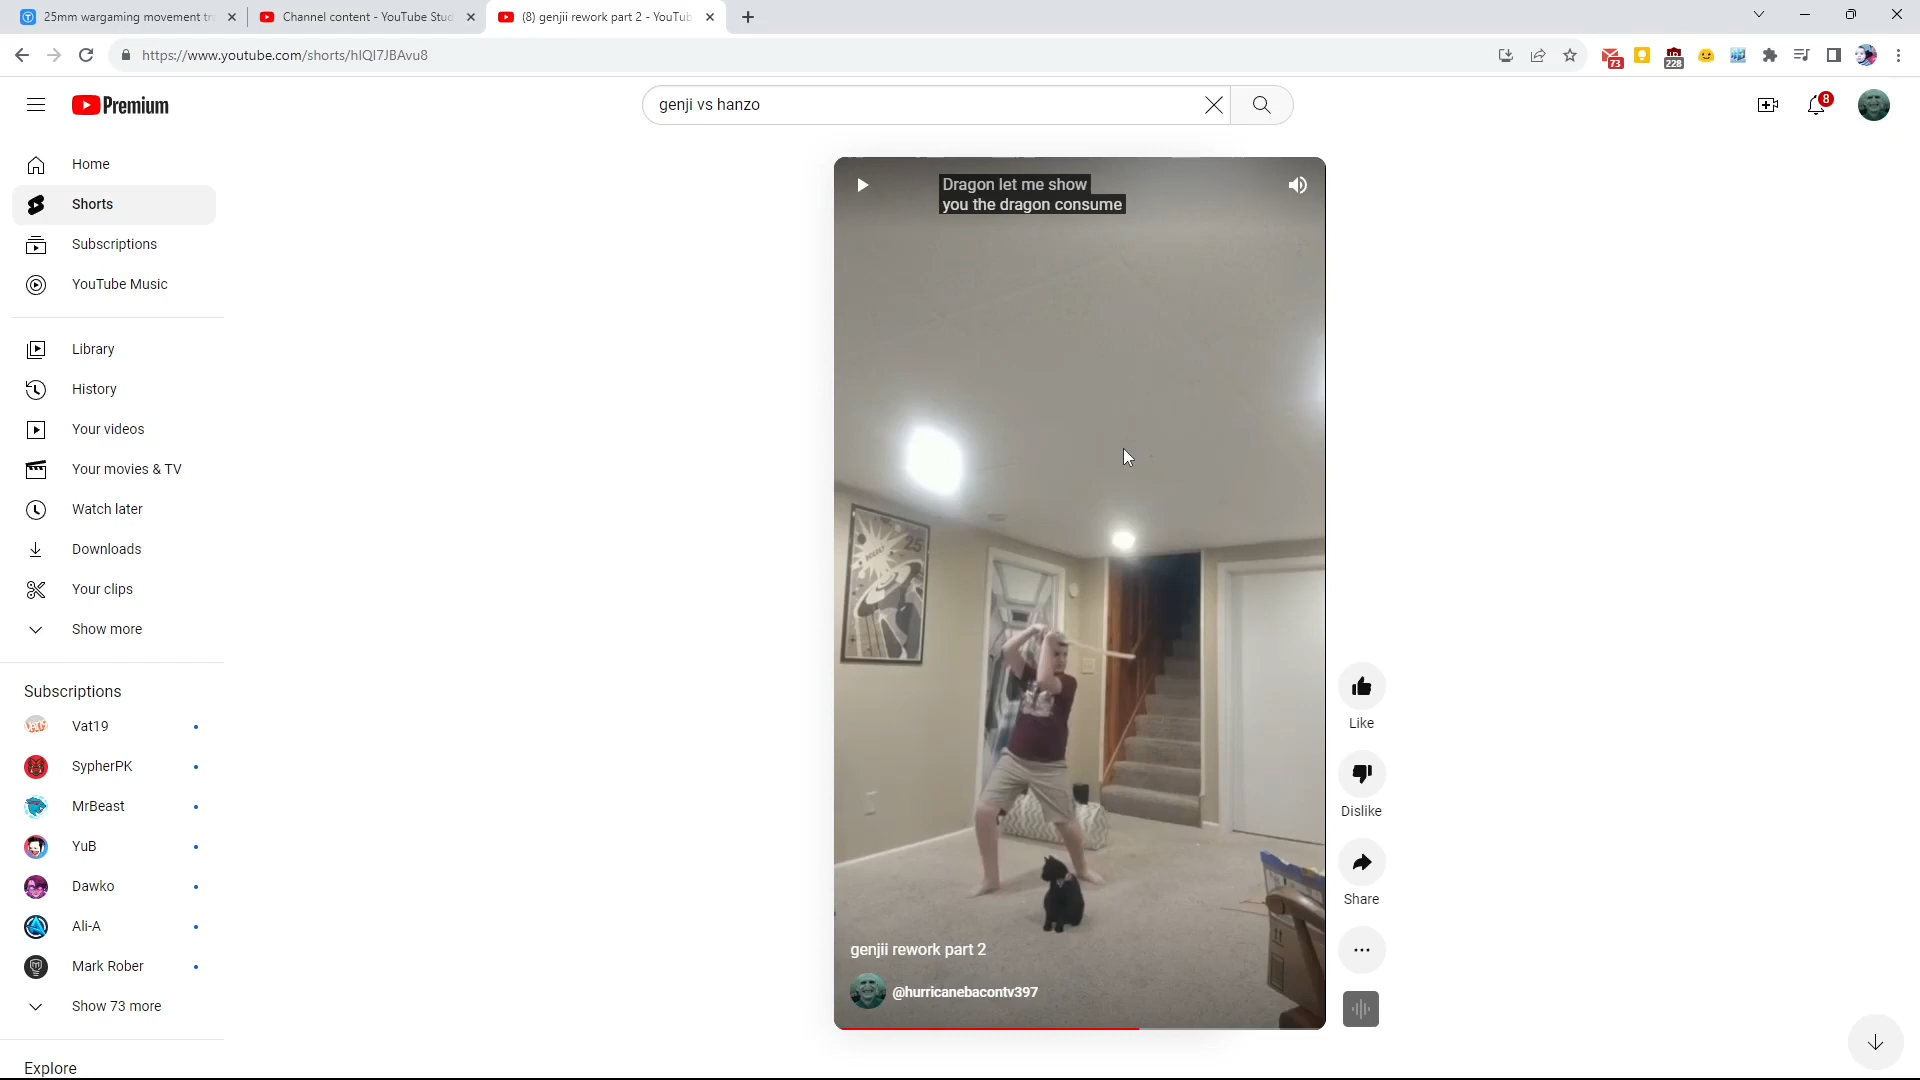 25mm wargaming movement tr
Channel content - YouTube Stud
(8) genjii rework part 2 - YouTub
https://www.youtube.com/shorts/hIQI7JBAvu8
73
228
Premium
genji vs hanzo
8
Home
Shorts
Subscriptions
YouTube Music
Library
History
Your videos
Your movies & TV
Watch later
Downloads
Your clips
Show more
Subscriptions
Vat19
SypherPK
MrBeast
YuB
Dawko
Ali-A
Mark Rober
Show 73 more
Explore
Dragon let me show
you the dragon consume
25
genjii rework part 2
@hurricanebacontv397
Like
Dislike
Share